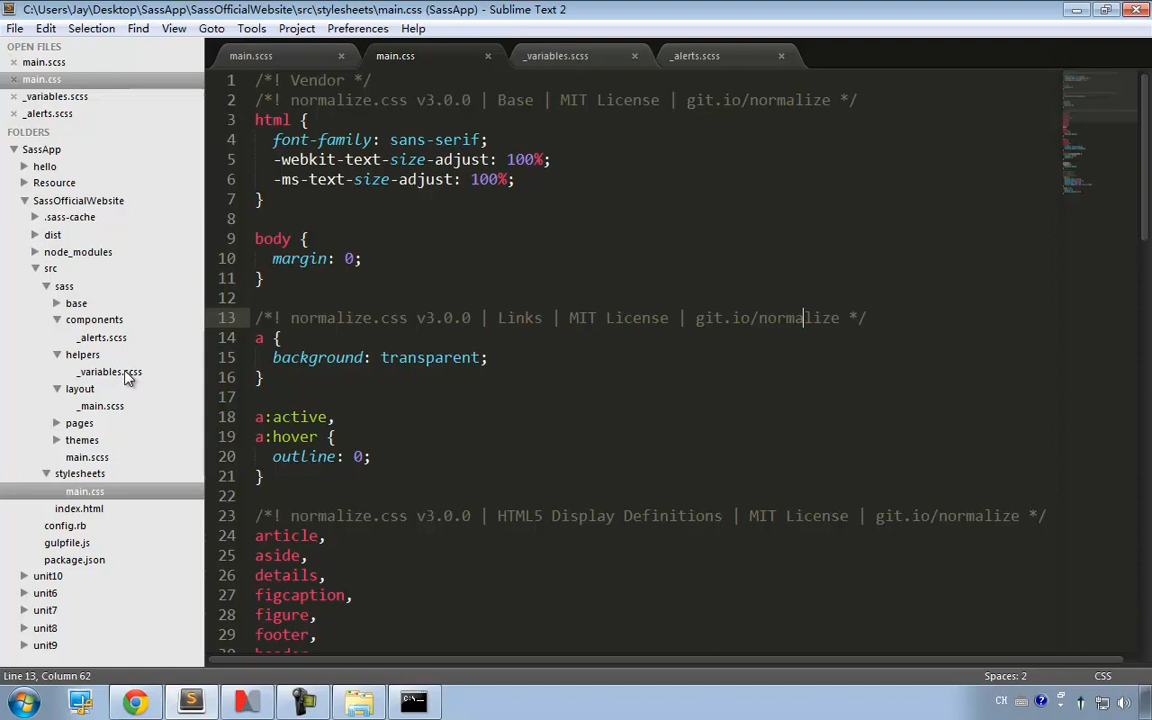 C:\Users\Jay\Desktop\SassApp\SassOfficialWebsite\src\stylesheets\main.css (SassApp) - Sublime Text 2
File Edit Selection Find View Goto Tools Project Preferences Help
OPEN FILES
main.scss
main.css
_variables.scss
_alerts.scss
FOLDERS
SassApp
hello
Resource
SassOfficialWebsite
.sass-cache
dist
node_modules
src
sass
base
components
_alerts.scss
helpers
_variables.scss
layout
_main.scss
pages
themes
main.scss
stylesheets
main.css
index.html
config.rb
gulpfile.js
package.json
unit10
unit6
unit7
unit8
unit9
main.scss main.css _variables.scss _alerts.scss
1 /*! Vendor */
2 /*! normalize.css v3.0.0 | Base | MIT License | git.io/normalize */
3 html {
4 font-family: sans-serif;
5 -webkit-text-size-adjust: 100%;
6 -ms-text-size-adjust: 100%;
7 }
8
9 body {
10 margin: 0;
11 }
12
13 /*! normalize.css v3.0.0 | Links | MIT License | git.io/normalize */
14 a {
15 background: transparent;
16 }
17
18 a:active,
19 a:hover {
20 outline: 0;
21 }
22
23 /*! normalize.css v3.0.0 | HTML5 Display Definitions | MIT License | git.io/normalize */
24 article,
25 aside,
26 details,
27 figcaption,
28 figure,
29 footer,
Line 13, Column 62 Spaces: 2 CSS
CH